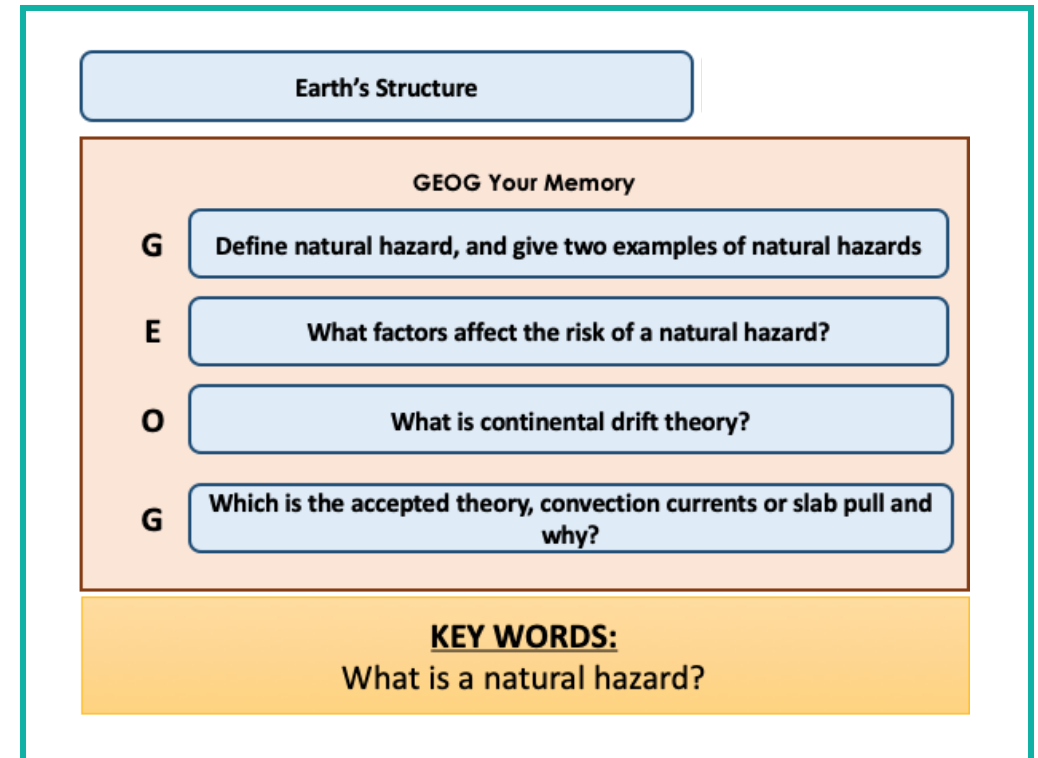 Earth's Structure
GEOG Your Memory
G Define natural hazard, and give two examples of natural hazards
E What factors affect the risk of a natural hazard?
O What is continental drift theory?
G Which is the accepted theory, convection currents or slab pull and
why?
KEY WORDS:
What is a natural hazard?